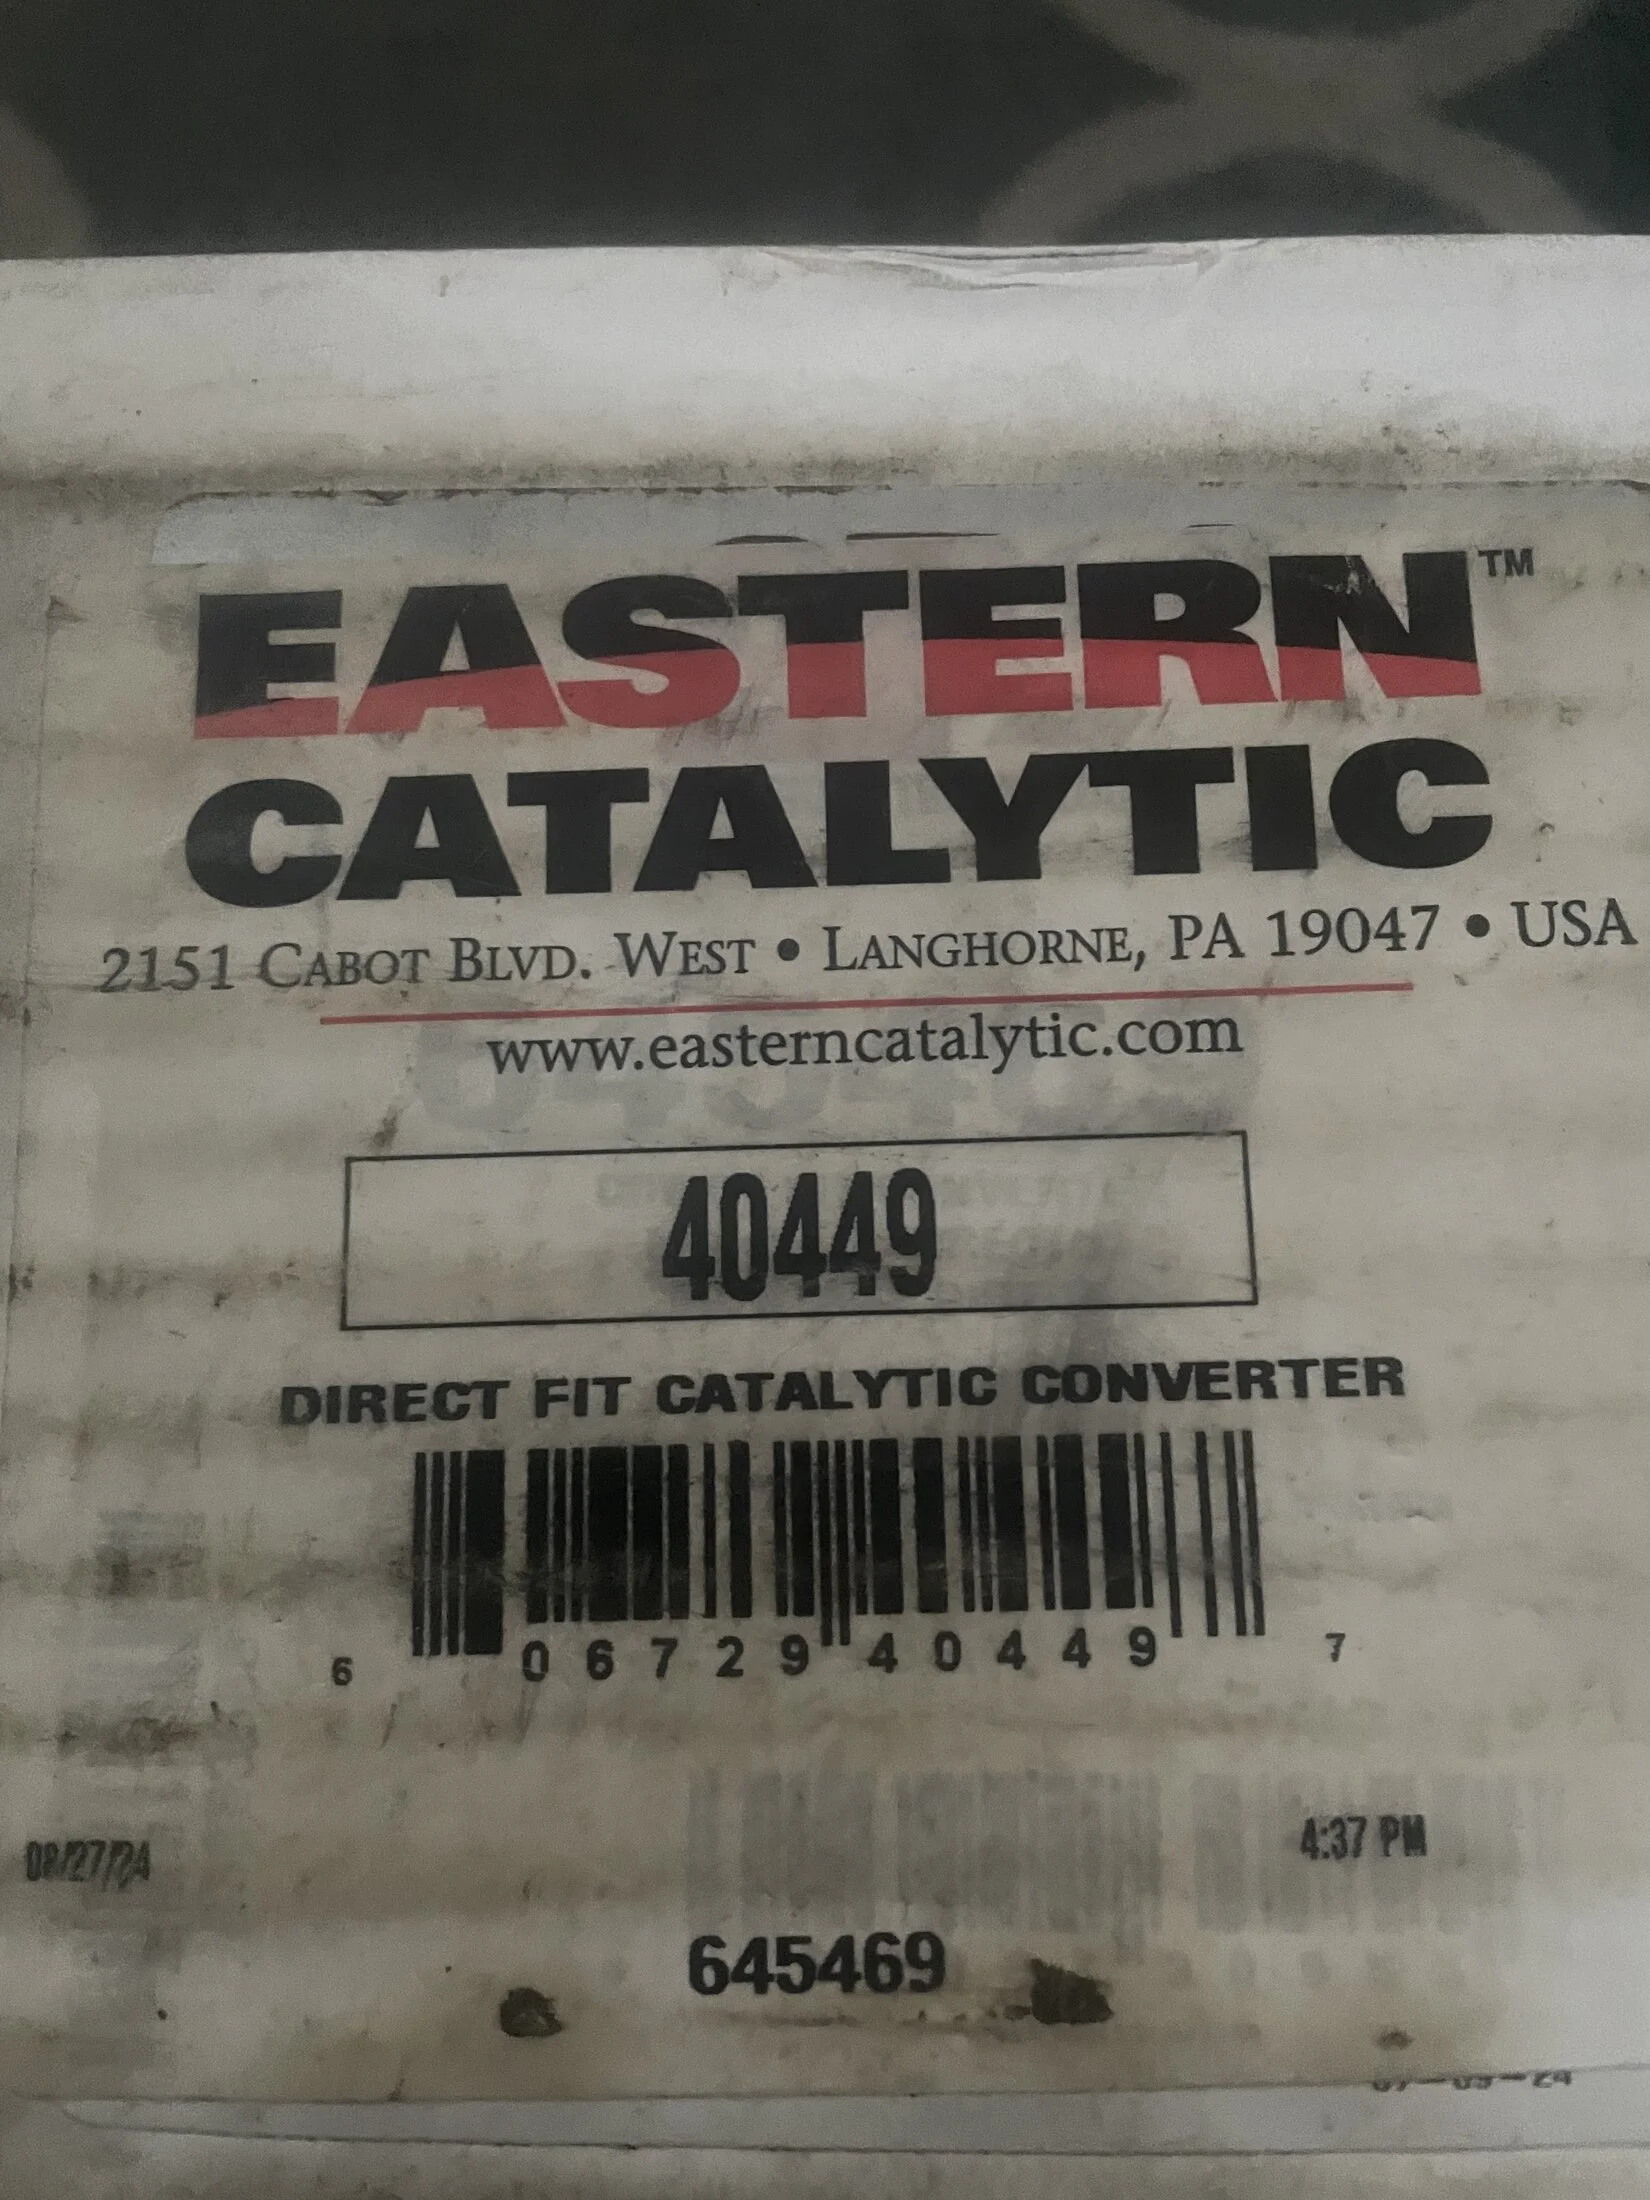 EASTERN™
CATALYTIC
2151 CABOT BLVD. WEST • LANGHORNE, PA 19047 • USA
www.easterncatalytic.com
40449
DIRECT FIT CATALYTIC CONVERTER
6 06729 40449 7
4:37 PM
645469